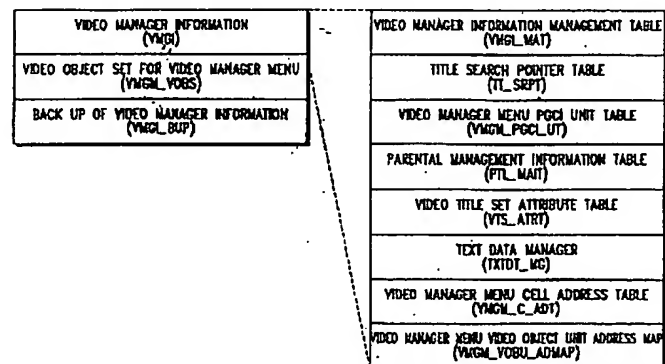 VIDEO MANAGER INFORMATION
(VMGI)
VIDEO OBJECT SET FOR VIDEO MANAGER MENU
(VMGM_VOBS)
BACK UP OF VIDEO MANAGER INFORMATION
(VMGI_BUP)
VIDEO MANAGER INFORMATION MANAGEMENT TABLE
(VMGI_MAT)
TITLE SEARCH POINTER TABLE
(TT_SRPT)
VIDEO MANAGER MENU PGCI UNIT TABLE
(VMGM_PGCI_UT)
PARENTAL MANAGEMENT INFORMATION TABLE
(PTL_MAIT)
VIDEO TITLE SET ATTRIBUTE TABLE
(VTS_ATRT)
TEXT DATA MANAGER
(TXTDT_MG)
VIDEO MANAGER MENU CELL ADDRESS TABLE
(VMGM_C_ADT)
VIDEO MANAGER MENU VIDEO OBJECT UNIT ADDRESS MAP
(VMGM_VOBU_ADMAP)